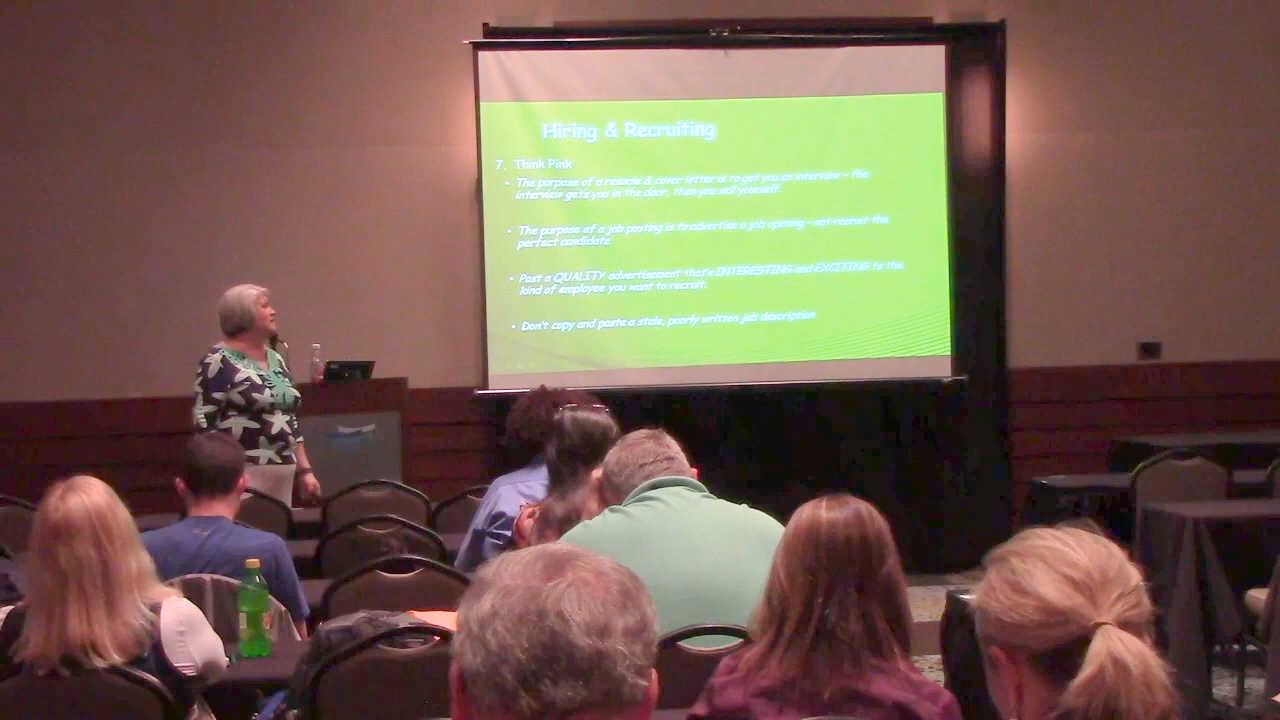 Hiring & Recruiting
7. Think Pink
• The purpose of a resume & cover letter is to get you an interview – the
interview gets you in the door, then you sell yourself.
• The purpose of a job posting is to advertise a job opening – not recruit the
perfect candidate
• Post a QUALITY advertisement that's INTERESTING and EXCITING to the
kind of employee you want to recruit.
• Don't copy and paste a stale, poorly written job description